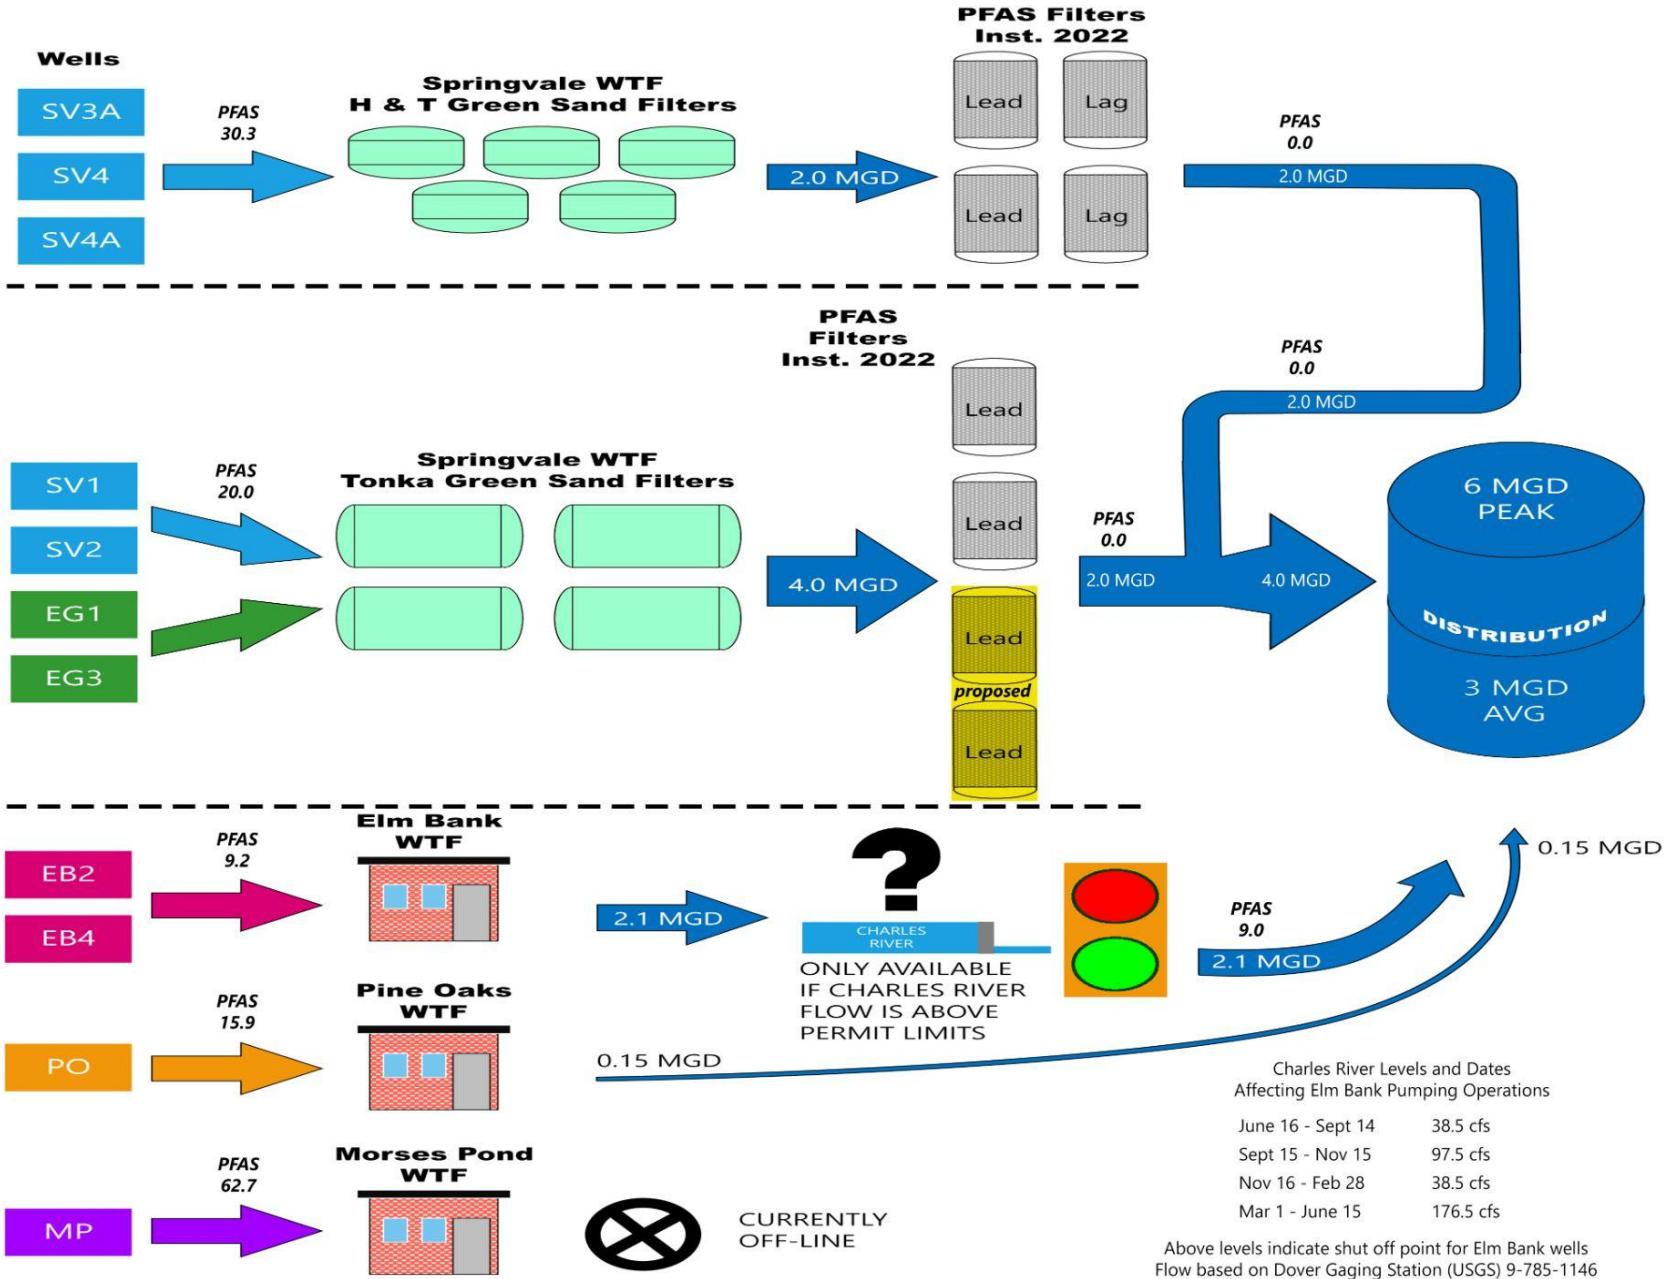 Wells
SV3A
SV4
SV4A
PFAS
30.3
Springvale WTF
H & T Green Sand Filters
2.0 MGD
PFAS Filters
Inst. 2022
Lead
Lag
Lead
Lag
PFAS
0.0
2.0 MGD
PFAS
0.0
2.0 MGD
SV1
SV2
EG1
EG3
PFAS
20.0
Springvale WTF
Tonka Green Sand Filters
4.0 MGD
PFAS
Filters
Inst. 2022
Lead
Lead
Lead
proposed
Lead
PFAS
0.0
2.0 MGD
4.0 MGD
6 MGD
PEAK
DISTRIBUTION
3 MGD
AVG
EB2
EB4
PFAS
9.2
Elm Bank
WTF
2.1 MGD
?
CHARLES
RIVER
ONLY AVAILABLE
IF CHARLES RIVER
FLOW IS ABOVE
PERMIT LIMITS
PFAS
9.0
2.1 MGD
0.15 MGD
PO
PFAS
15.9
Pine Oaks
WTF
0.15 MGD
MP
PFAS
62.7
Morses Pond
WTF
CURRENTLY
OFF-LINE
Charles River Levels and Dates
Affecting Elm Bank Pumping Operations
June 16 - Sept 14 38.5 cfs
Sept 15 - Nov 15 97.5 cfs
Nov 16 - Feb 28 38.5 cfs
Mar 1 - June 15 176.5 cfs
Above levels indicate shut off point for Elm Bank wells
Flow based on Dover Gaging Station (USGS) 9-785-1146